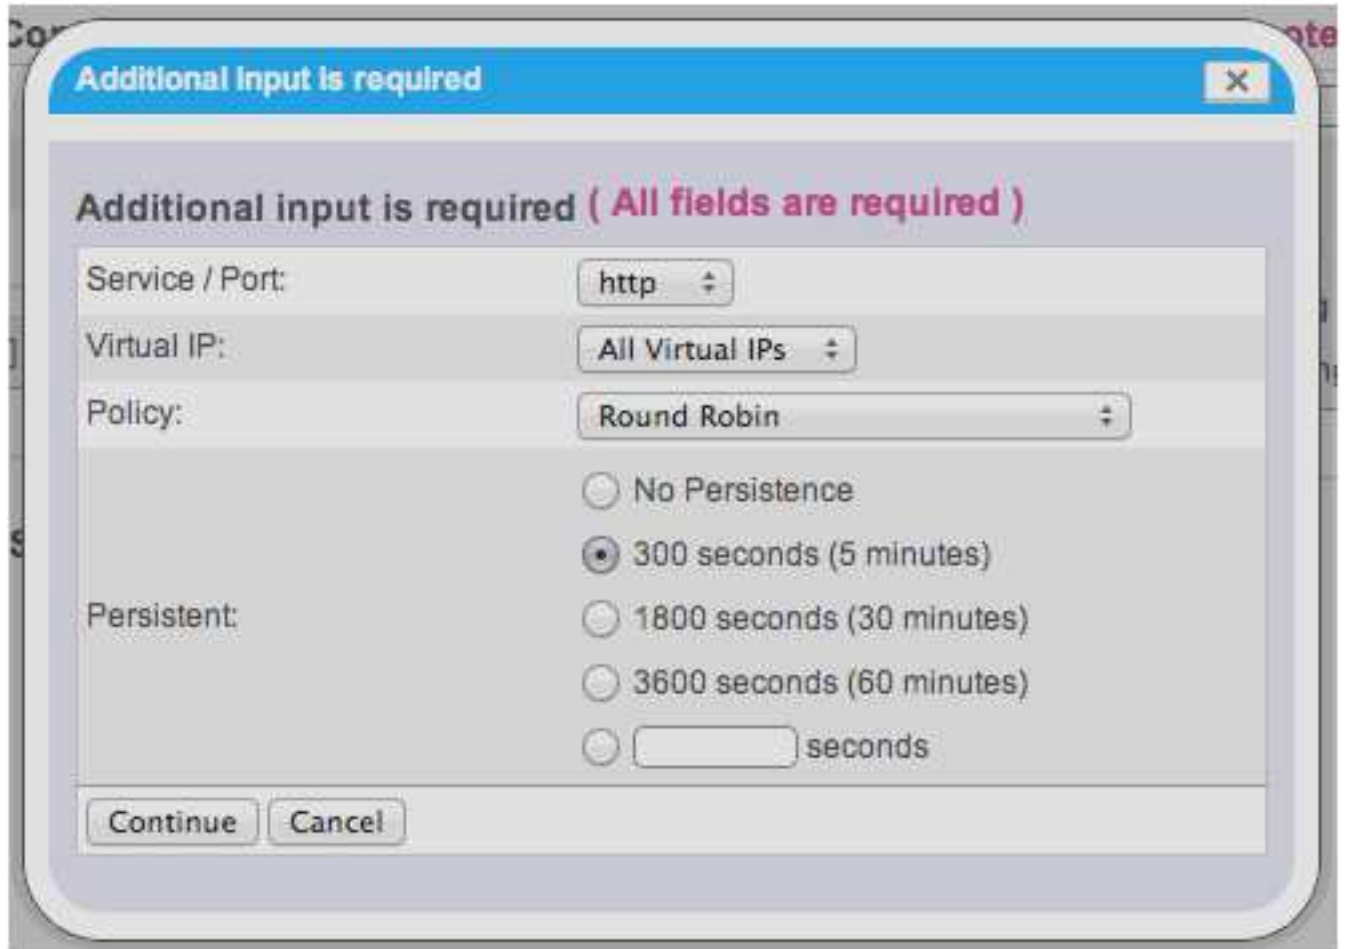 Additional input is required
Additional input is required ( All fields are required )
Service / Port: http
Virtual IP: All Virtual IPs
Policy: Round Robin
No Persistence
300 seconds (5 minutes)
Persistent: 1800 seconds (30 minutes)
3600 seconds (60 minutes)
seconds
Continue Cancel